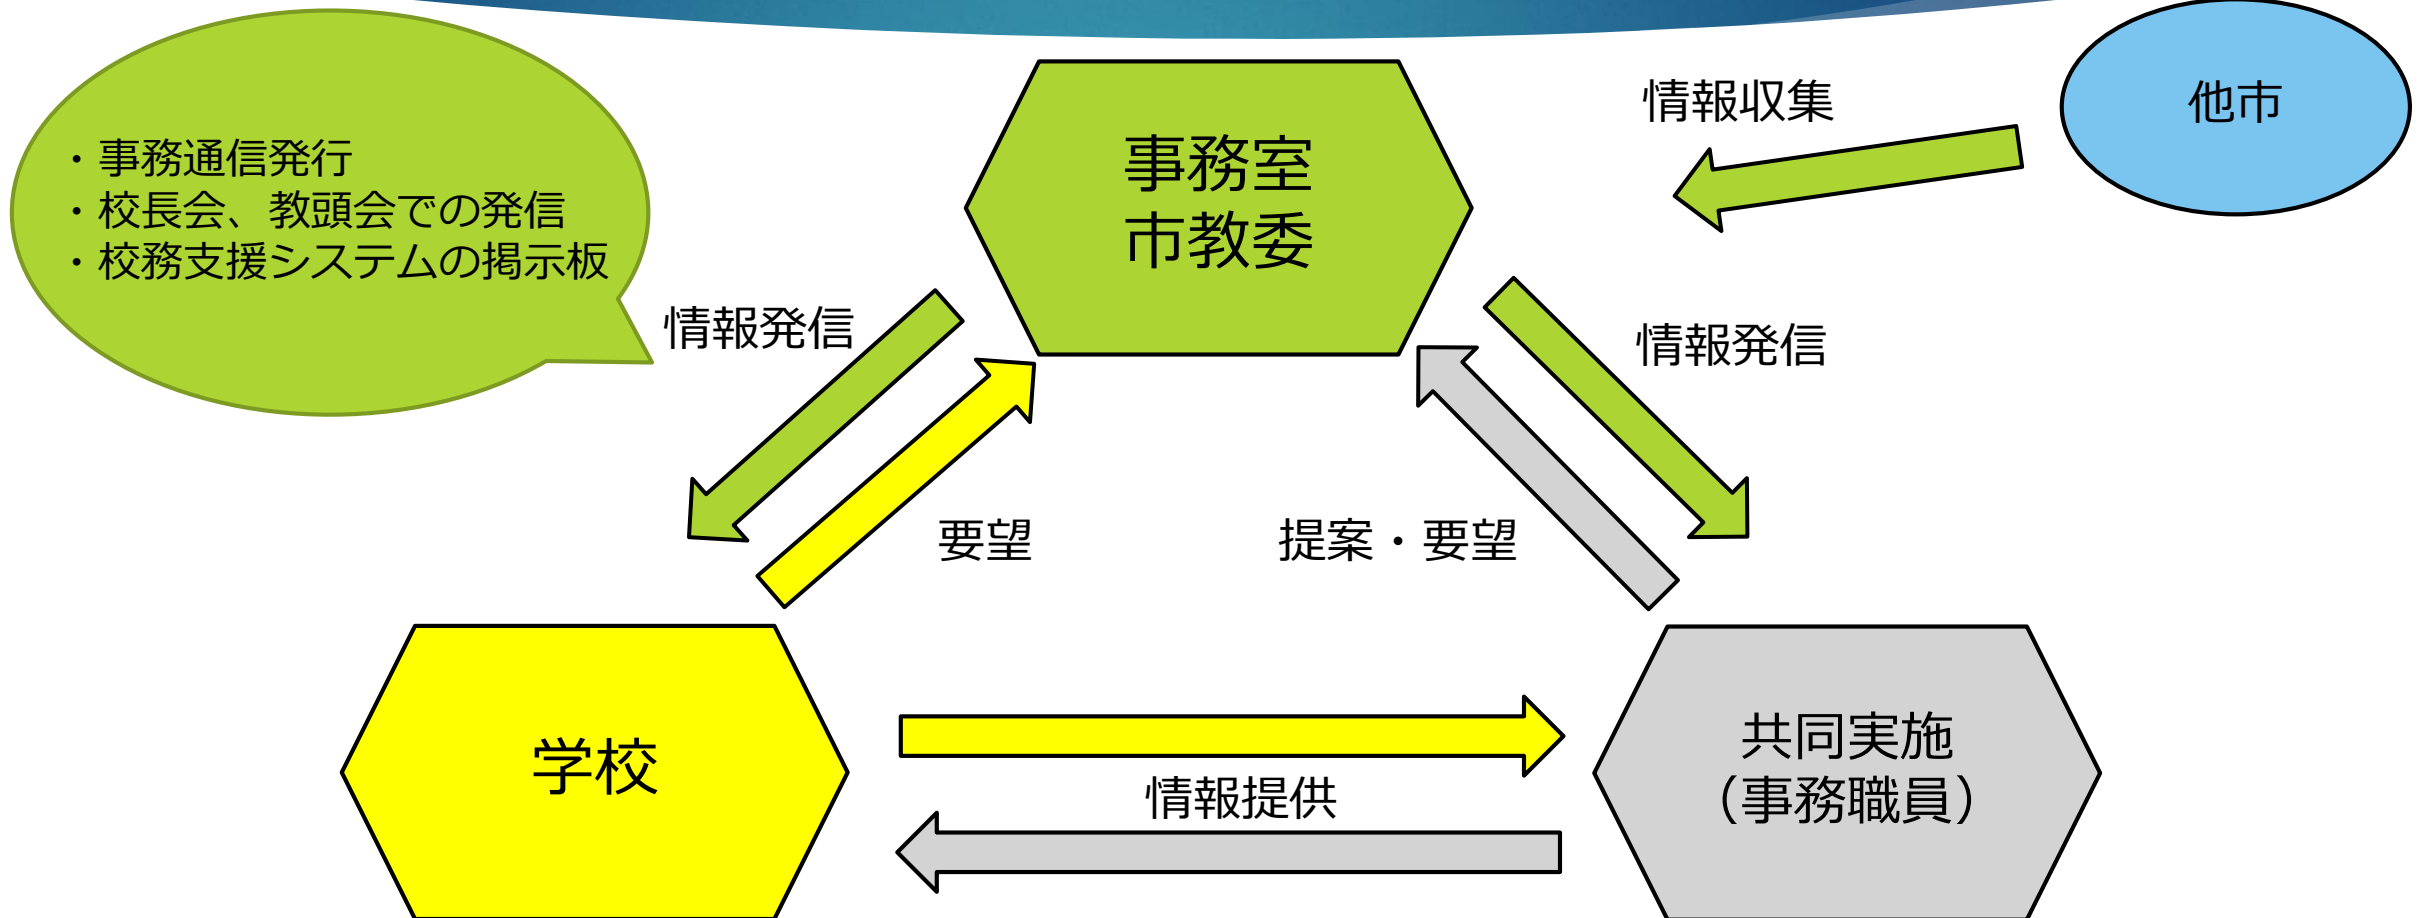 ・事務通信発行
・校長会、教頭会での発信
・校務支援システムの掲示板
事務室
市教委
情報収集
他市
情報発信
情報発信
要望
提案・要望
学校
情報提供
共同実施
（事務職員）